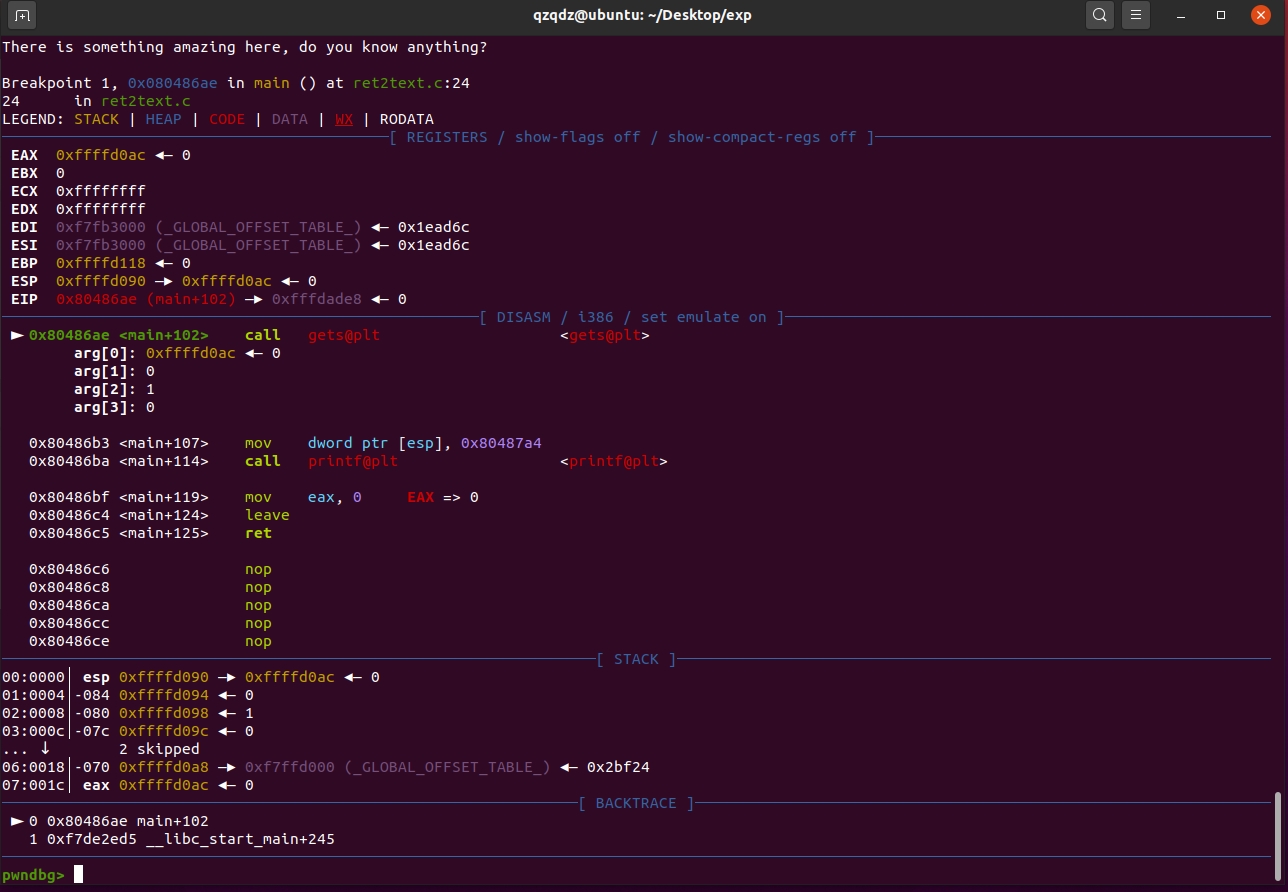 qzqdz@ubuntu: ~/Desktop/exp
There is something amazing here, do you know anything?
Breakpoint 1, 0x080486ae in main () at ret2text.c:24
24      in ret2text.c
LEGEND: STACK | HEAP | CODE | DATA | WX | RODATA
[ REGISTERS / show-flags off / show-compact-regs off ]
EAX  0xffffd0ac ◂— 0
EBX  0
ECX  0xffffffff
EDX  0xffffffff
EDI  0xf7fb3000 (_GLOBAL_OFFSET_TABLE_) ◂— 0x1ead6c
ESI  0xf7fb3000 (_GLOBAL_OFFSET_TABLE_) ◂— 0x1ead6c
EBP  0xffffd118 ◂— 0
ESP  0xffffd090 —▸ 0xffffd0ac ◂— 0
EIP  0x80486ae (main+102) —▸ 0xfffdade8 ◂— 0
[ DISASM / i386 / set emulate on ]
► 0x80486ae <main+102>    call   gets@plt                    <gets@plt>
arg[0]: 0xffffd0ac ◂— 0
arg[1]: 0
arg[2]: 1
arg[3]: 0
0x80486b3 <main+107>    mov    dword ptr [esp], 0x80487a4
0x80486ba <main+114>    call   printf@plt                  <printf@plt>
0x80486bf <main+119>    mov    eax, 0     EAX => 0
0x80486c4 <main+124>    leave
0x80486c5 <main+125>    ret
0x80486c6               nop
0x80486c8               nop
0x80486ca               nop
0x80486cc               nop
0x80486ce               nop
[ STACK ]
00:0000│ esp 0xffffd090 —▸ 0xffffd0ac ◂— 0
01:0004│-084 0xffffd094 ◂— 0
02:0008│-080 0xffffd098 ◂— 1
03:000c│-07c 0xffffd09c ◂— 0
... ↓        2 skipped
06:0018│-070 0xffffd0a8 —▸ 0xf7ffd000 (_GLOBAL_OFFSET_TABLE_) ◂— 0x2bf24
07:001c│ eax 0xffffd0ac ◂— 0
[ BACKTRACE ]
► 0 0x80486ae main+102
1 0xf7de2ed5 __libc_start_main+245
pwndbg>